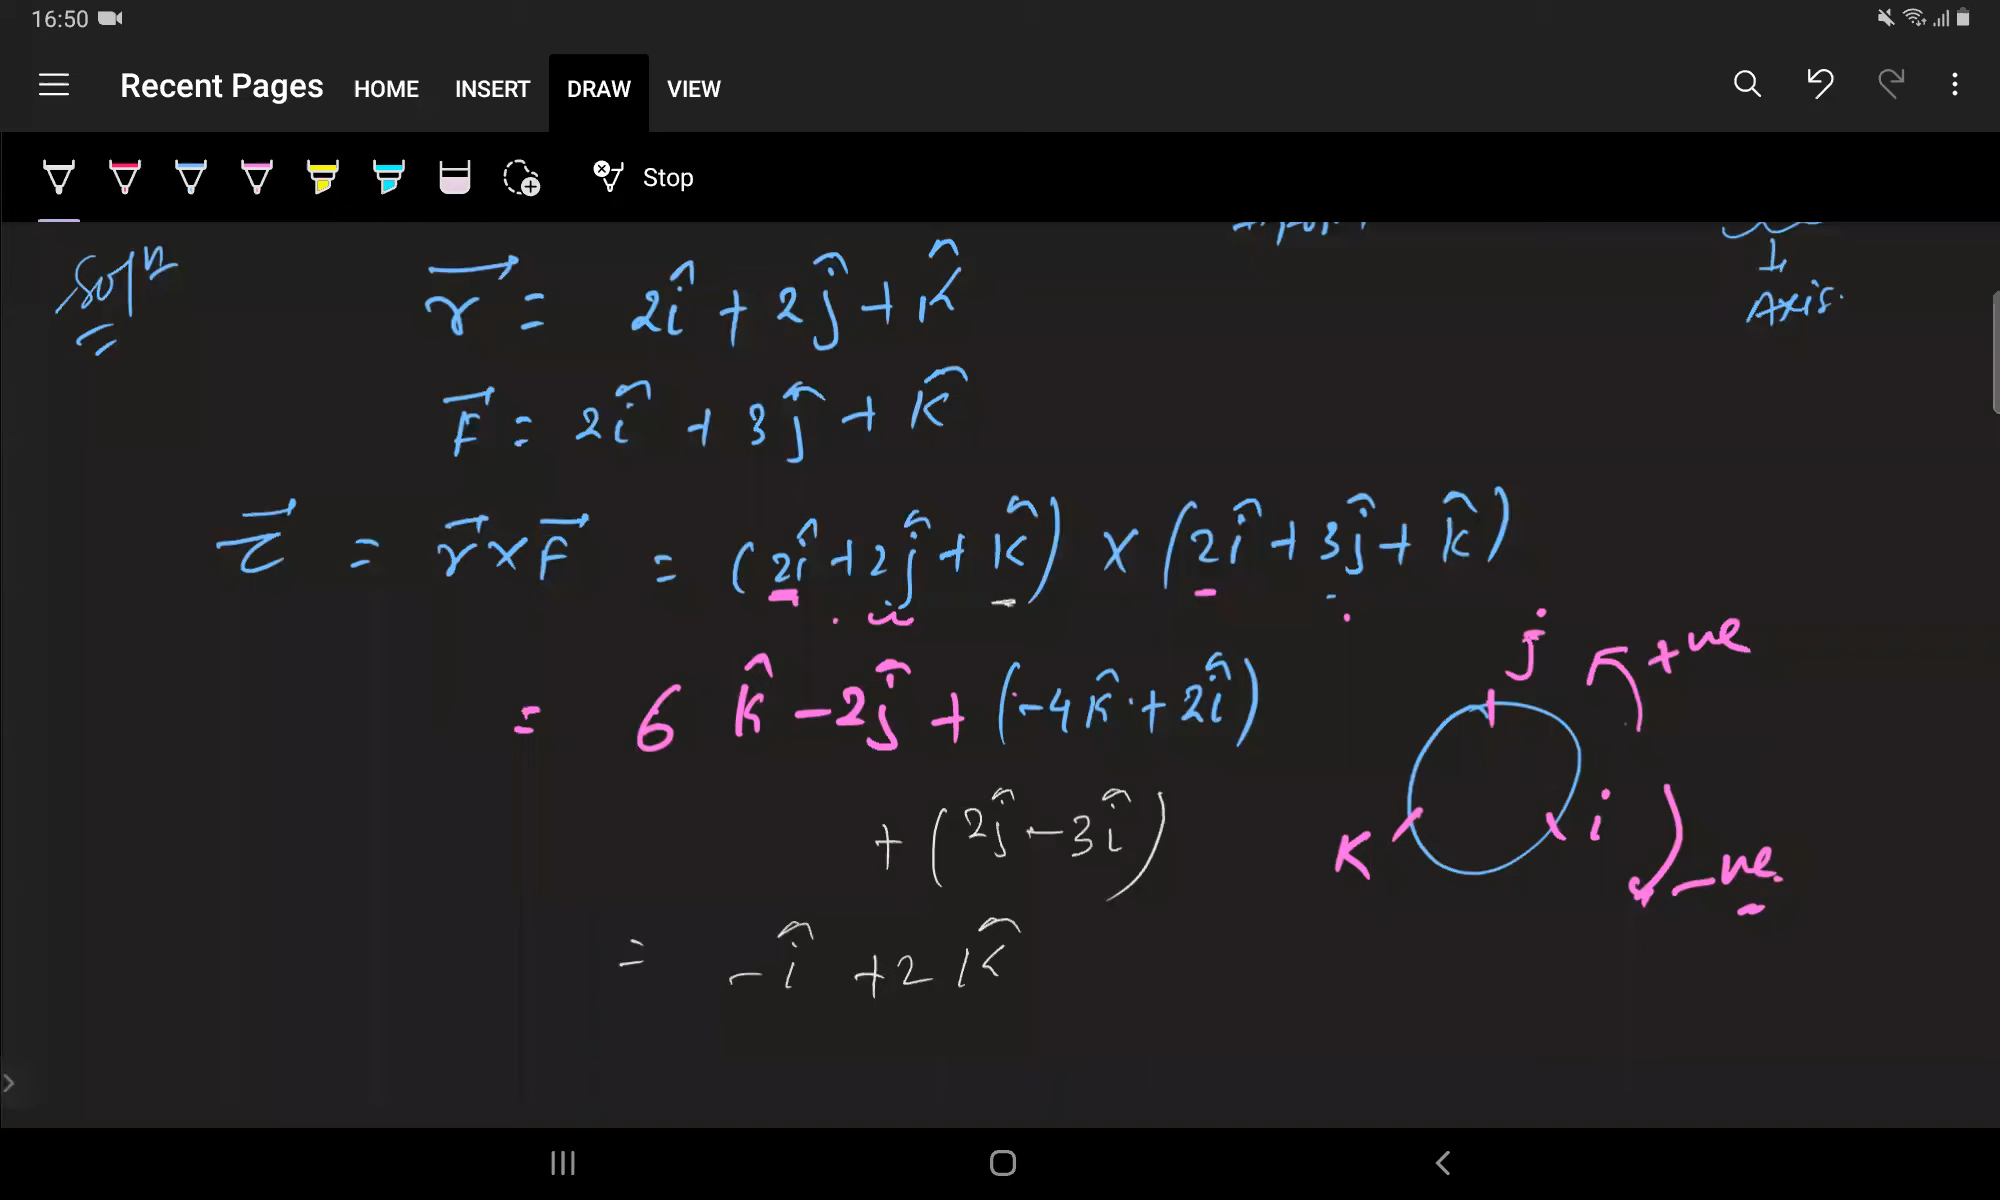 16:50
Recent Pages HOME INSERT DRAW VIEW
Stop
Solⁿ
r⃗ = 2î + 2ĵ + k̂
Axis.
F⃗ = 2î + 3ĵ + k̂
τ⃗ = r⃗ × F⃗ = (2î + 2ĵ + k̂) × (2î + 3ĵ + k̂)
= 6 k̂ - 2ĵ + (-4k̂ + 2î)
+ (2ĵ - 3î)
= -î + 2k̂
j +ve
K i -ve.